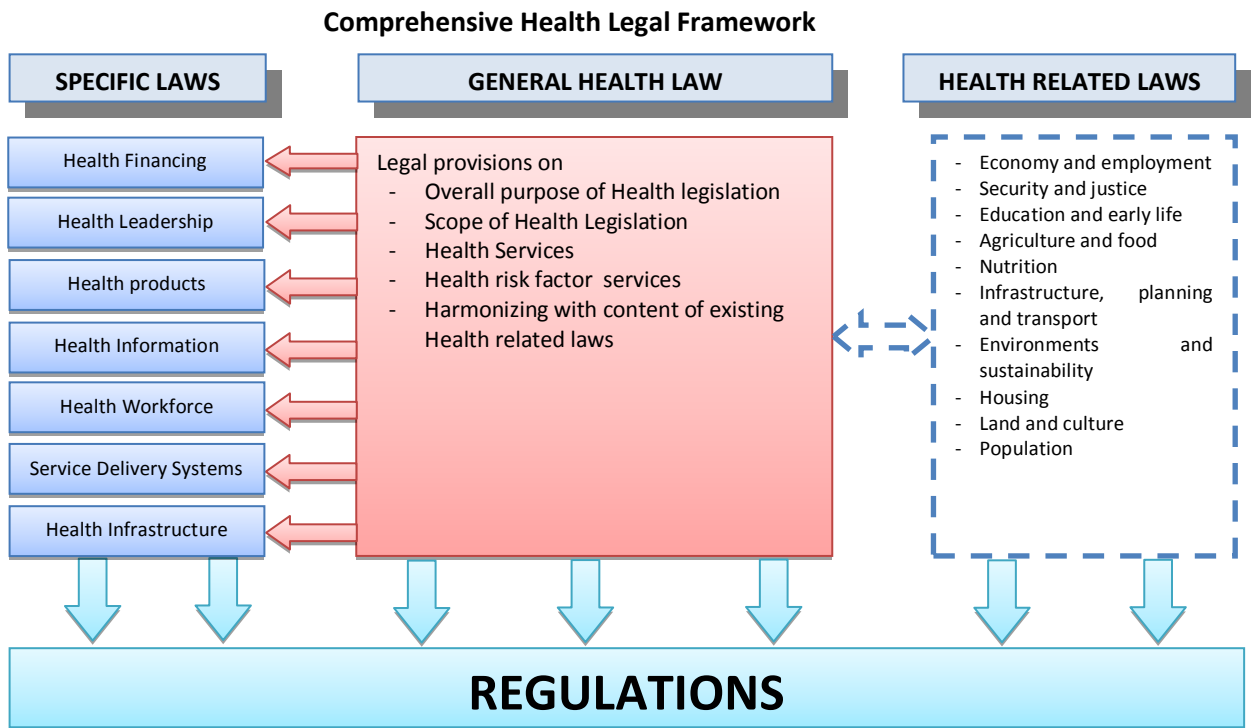 Comprehensive Health Legal Framework
SPECIFIC LAWS
Health Financing
Health Leadership
Health products
Health Information
Health Workforce
Service Delivery Systems
Health Infrastructure
GENERAL HEALTH LAW
Legal provisions on
- Overall purpose of Health legislation
- Scope of Health Legislation
- Health Services
- Health risk factor services
- Harmonizing with content of existing
Health related laws
HEALTH RELATED LAWS
- Economy and employment
- Security and justice
- Education and early life
- Agriculture and food
- Nutrition
- Infrastructure, planning
and transport
- Environments and
sustainability
- Housing
- Land and culture
- Population
REGULATIONS